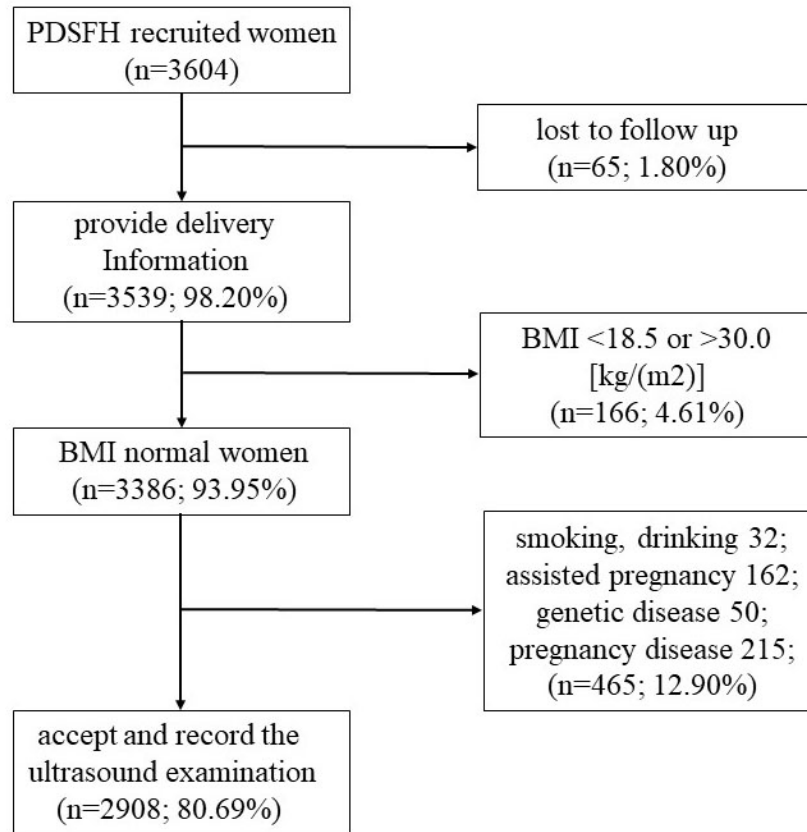 PDSFH recruited women
(n=3604)
lost to follow up
(n=65; 1.80%)
provide delivery
Information
(n=3539; 98.20%)
BMI <18.5 or >30.0
[kg/(m2)]
(n=166; 4.61%)
BMI normal women
(n=3386; 93.95%)
smoking, drinking 32;
assisted pregnancy 162;
genetic disease 50;
pregnancy disease 215;
(n=465; 12.90%)
accept and record the
ultrasound examination
(n=2908; 80.69%)